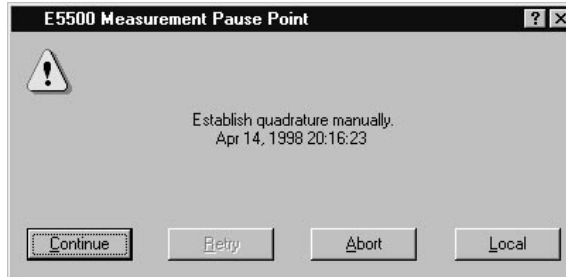 E5500 Measurement Pause Point
Establish quadrature manually.
Apr 14, 1998 20:16:23
Continue Retry Abort Local